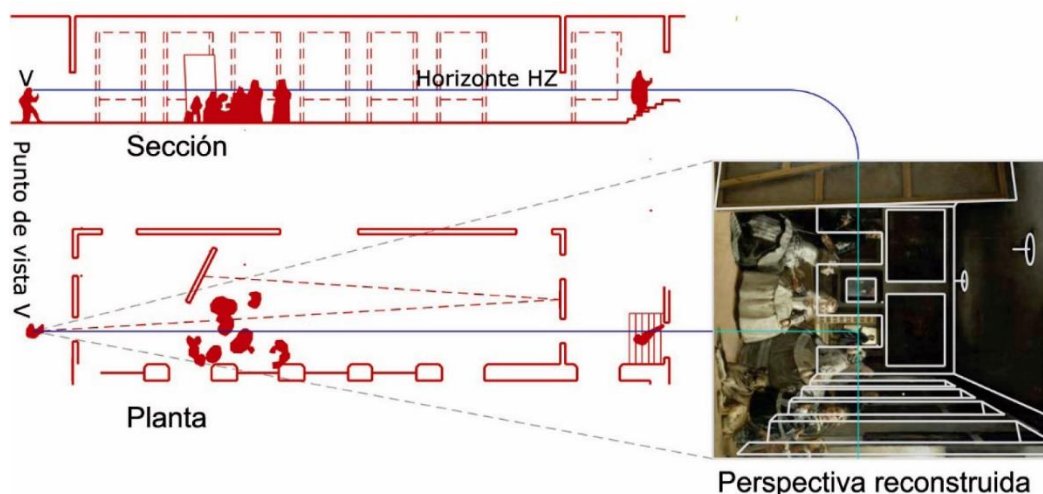 V
Horizonte HZ
Sección
Punto de vista V
Planta
Perspectiva reconstruida